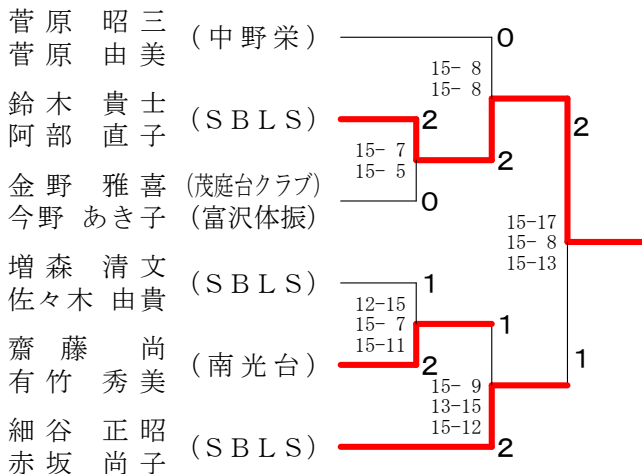 菅原 昭三
菅原 由美
(中野栄)
0
15- 8
15- 8
鈴木 貴士
阿部 直子
(SBLS)
2
2
2
15- 7
15- 5
金野 雅喜 (茂庭台クラブ)
今野 あき子 (富沢体振)
0
15-17
15- 8
15-13
増森 清文
佐々木 由貴
(SBLS)
1
12-15
15- 7
15-11
1
1
齋藤 尚
有竹 秀美
(南光台)
2
15- 9
13-15
15-12
細谷 正昭
赤坂 尚子
(SBLS)
2